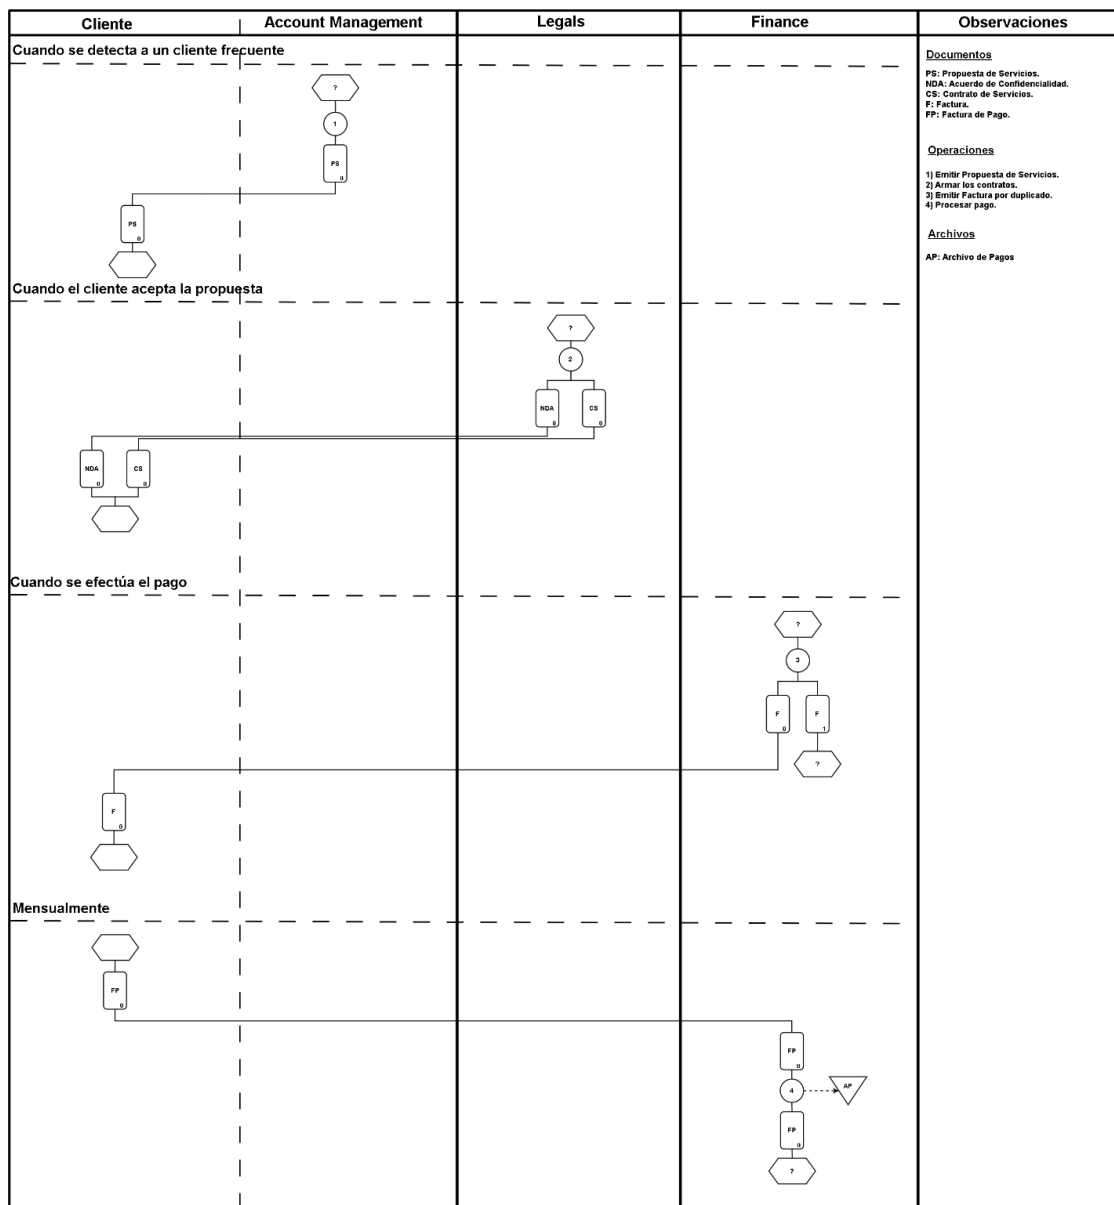 Cliente
Account Management
Legals
Finance
Observaciones
Cuando se detecta a un cliente frecuente
?
1
PS
0
PS
0
Cuando el cliente acepta la propuesta
?
2
NDA
0
CS
0
NDA
0
CS
0
Cuando se efectúa el pago
?
3
F
0
F
1
?
F
0
Mensualmente
FP
0
FP
0
4
AP
FP
0
?
Documentos
PS: Propuesta de Servicios.
NDA: Acuerdo de Confidencialidad.
CS: Contrato de Servicios.
F: Factura.
FP: Factura de Pago.
Operaciones
1) Emitir Propuesta de Servicios.
2) Armar los contratos.
3) Emitir Factura por duplicado.
4) Procesar pago.
Archivos
AP: Archivo de Pagos